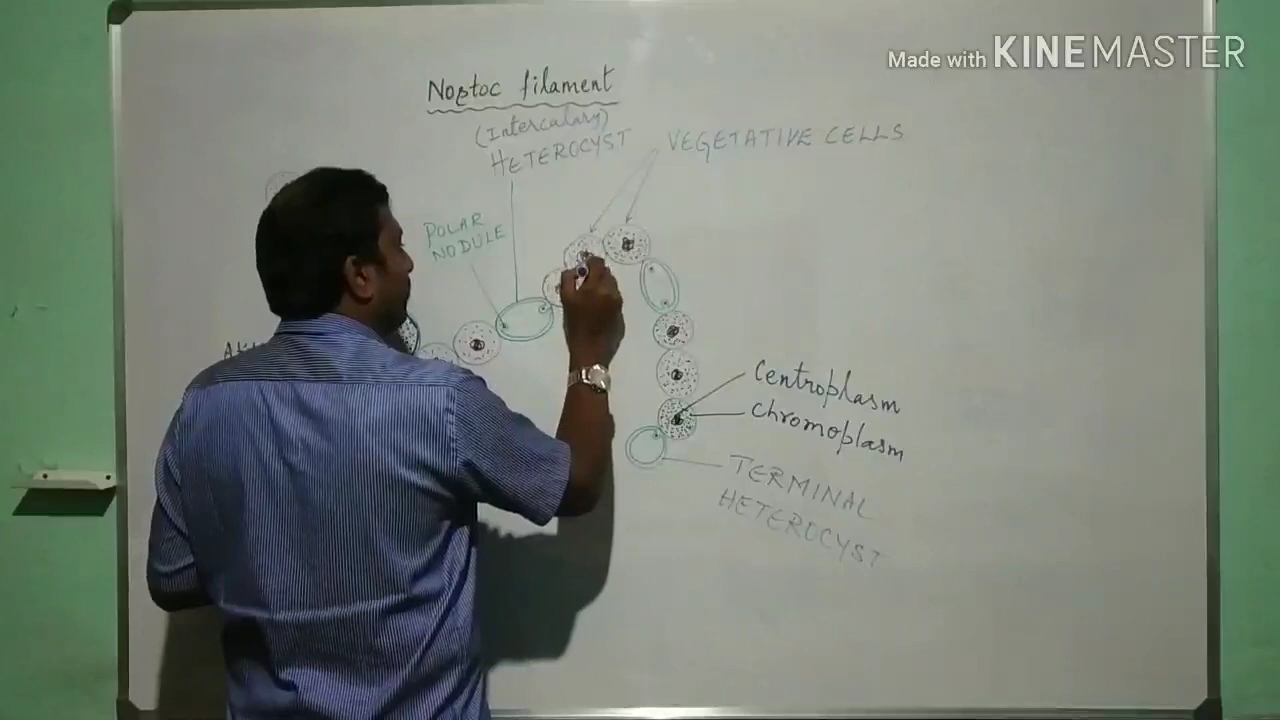 Made with KINEMASTER
Nostoc filament
(Intercalary)
HETEROCYST
VEGETATIVE CELLS
POLAR
NODULE
Centroplasm
Chromoplasm
TERMINAL
HETEROCYST